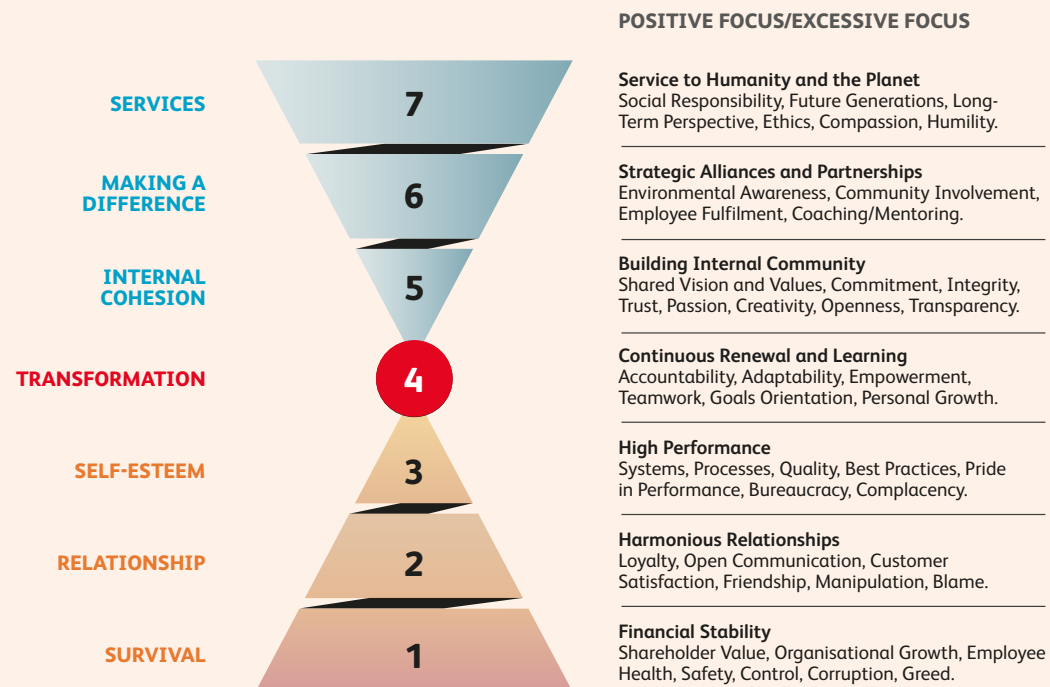 POSITIVE FOCUS/EXCESSIVE FOCUS
SERVICES
7
Service to Humanity and the Planet
Social Responsibility, Future Generations, Long-
Term Perspective, Ethics, Compassion, Humility.
MAKING A
DIFFERENCE
6
Strategic Alliances and Partnerships
Environmental Awareness, Community Involvement,
Employee Fulfilment, Coaching/Mentoring.
INTERNAL
COHESION
5
Building Internal Community
Shared Vision and Values, Commitment, Integrity,
Trust, Passion, Creativity, Openness, Transparency.
TRANSFORMATION
4
Continuous Renewal and Learning
Accountability, Adaptability, Empowerment,
Teamwork, Goals Orientation, Personal Growth.
SELF-ESTEEM
3
High Performance
Systems, Processes, Quality, Best Practices, Pride
in Performance, Bureaucracy, Complacency.
RELATIONSHIP
2
Harmonious Relationships
Loyalty, Open Communication, Customer
Satisfaction, Friendship, Manipulation, Blame.
SURVIVAL
1
Financial Stability
Shareholder Value, Organisational Growth, Employee
Health, Safety, Control, Corruption, Greed.